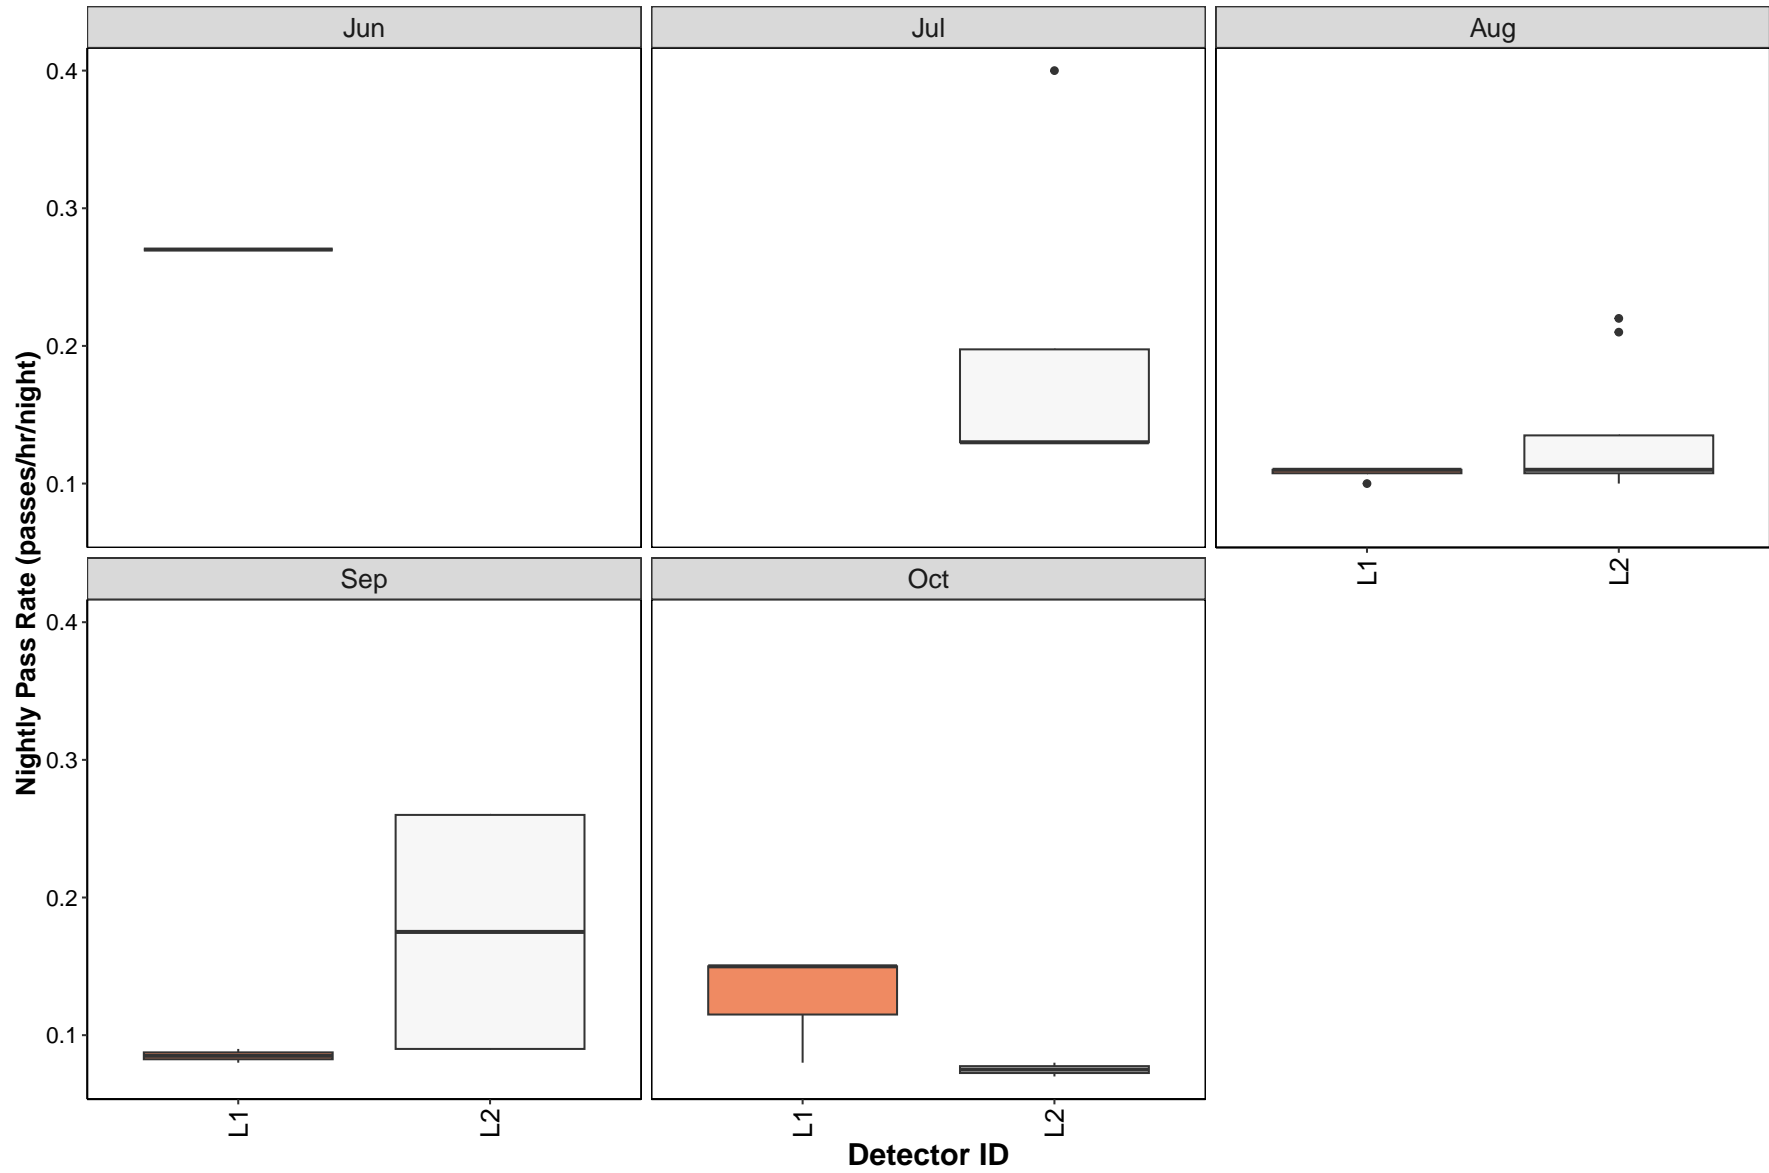 Jun
Jul
Aug
0.4
0.3
0.2
0.1
L1
L2
Nightly Pass Rate (passes/hr/night)
Sep
Oct
0.4
0.3
0.2
0.1
L1
L2
L1
L2
Detector ID